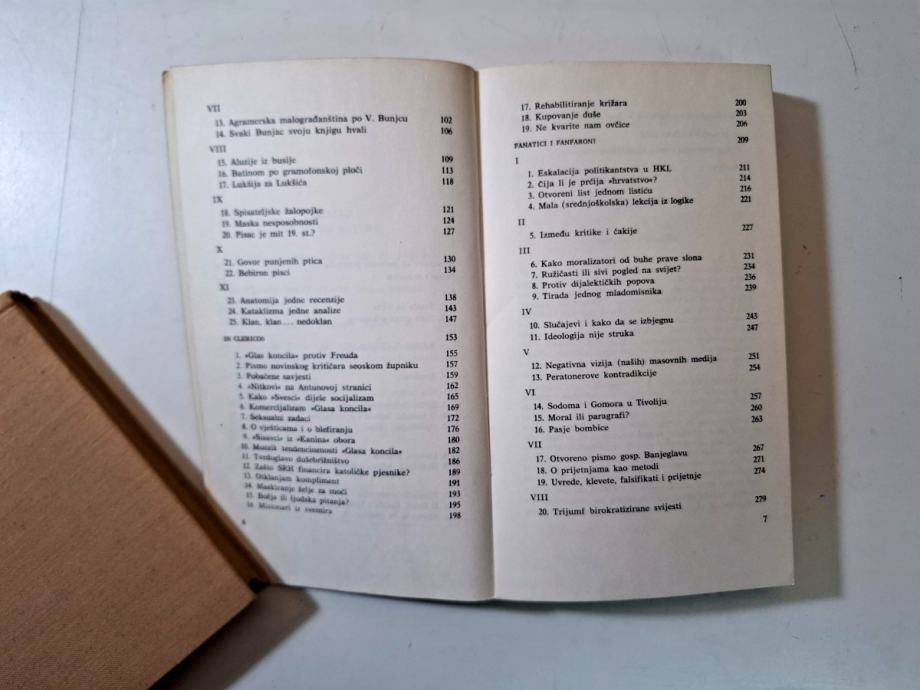 VII
13. Agramerska malograđanština po V. Bunjcu 102
14. Svaki Bunjac svoju knjigu hvali 106
VIII
15. Aluzije iz busije 109
16. Batinom po gramofonskoj ploči 113
17. Lukšija za Lukšića 118
IX
18. Spisateljske žalopojke 121
19. Maska nesposobnosti 124
20. Pisac je mit 19. st.? 127
X
21. Govor punjenih ptica 130
22. Bebiron pisci 134
XI
23. Anatomija jedne recenzije 138
24. Kataklizma jedne analize 143
25. Klan, klan... nedoklan 147
IN CLERICOS 153
1. »Glas koncila« protiv Freuda 155
2. Pismo novinskog kritičara seoskom župniku 157
3. Pobačene savjesti 159
4. »Nitkovi« na Antunovoj stranici 162
5. Kako »Svesci« dijele socijalizam 165
6. Komercijalizam »Glasa koncila« 169
7. Seksualni zadaci 172
8. O vješticama i o blefiranju 176
9. »Sisavci« iz »Kanina« obora 180
10. Mozaik tendencioznosti »Glasa koncila« 182
11. Tvrdoglavo dušebrižništvo 186
12. Zašto SRH financira katoličke pjesnike? 189
13. Otklanjam kompliment 191
14. Maskiranje želje za moći 193
15. Božja ili ljudska pitanja? 195
16. Misionari iz svemira 198
6
17. Rehabilitiranje križara 200
18. Kupovanje duše 203
19. Ne kvarite nam ovčice 206
FANATICI I FANFARONI 209
I
1. Eskalacija politikantstva u HKL 211
2. Čija li je prćija »hrvatstvo«? 214
3. Otvoreni list jednom listiću 216
4. Mala (srednjoškolska) lekcija iz logike 221
II
5. Između kritike i čakije 227
III
6. Kako moralizatori od buhe prave slona 231
7. Ružičasti ili sivi pogled na svijet? 234
8. Protiv dijalektičkih popova 236
9. Tirada jednog mladomisnika 239
IV
10. Slučajevi i kako da se izbjegnu 243
11. Ideologija nije struka 247
V
12. Negativna vizija (naših) masovnih medija 251
13. Peratonerove kontradikcije 254
VI
14. Sodoma i Gomora u Tivoliju 257
15. Moral ili paragrafi? 260
16. Pasje bombice 263
VII
17. Otvoreno pismo gosp. Banjeglavu 267
18. O prijetnjama kao metodi 271
19. Uvrede, klevete, falsifikati i prijetnje 274
VIII
20. Trijumf birokratizirane svijesti 279
7